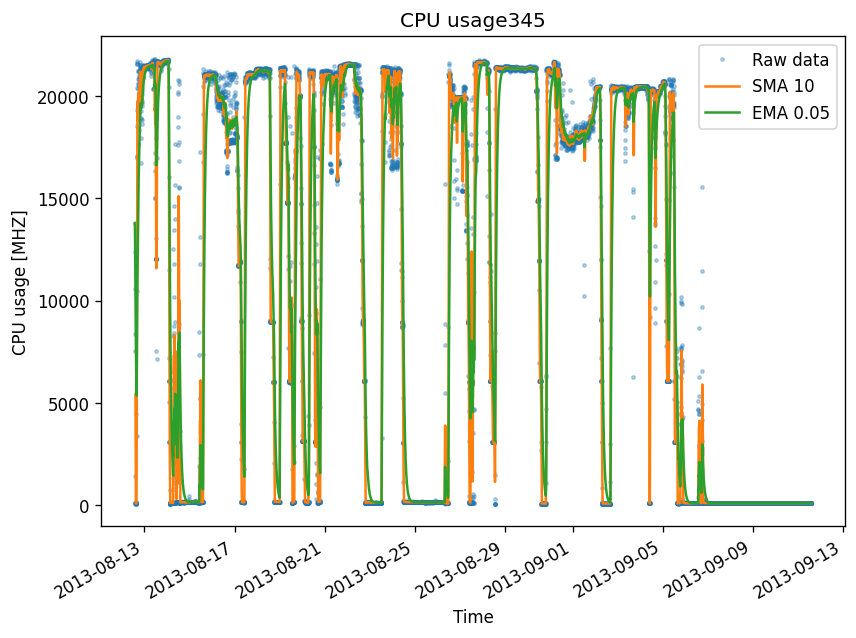 CPU usage345
Raw data
SMA 10
EMA 0.05
CPU usage [MHZ]
20000
15000
10000
5000
0
2013-08-13
2013-08-17
2013-08-21
2013-08-25
2013-08-29
2013-09-01
2013-09-05
2013-09-09
2013-09-13
Time